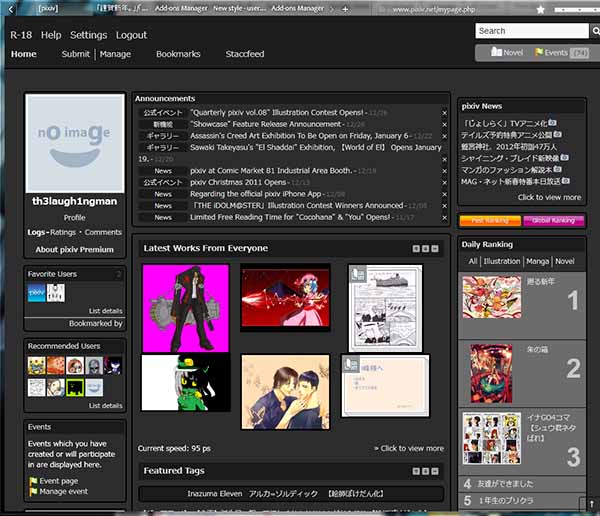 [pixiv]
「謹賀新年。」が...
Add-ons Manager
New style - user...
Add-ons Manager
www.pixiv.net/mypage.php
R-18 Help Settings Logout
Search
Home Submit Manage Bookmarks Staccfeed
Novel Events (74)
no image
th3laugh1ngman
Profile
Logs - Ratings • Comments
About pixiv Premium
Favorite Users 2
pixiv
List details
Bookmarked by
Recommended Users
List details
Events
Events which you have
created or will participate
in are displayed here.
Event page
Manage event
Announcements
公式イベント "Quarterly pixiv vol.08" Illustration Contest Opens! - 12/26
新機能 "Showcase" Feature Release Announcement - 12/26
ギャラリー Assassin's Creed Art Exhibition To Be Open on Friday, January 6 - 12/22
ギャラリー Sawaki Takeyasu's "El Shaddai" Exhibition, 【World of El】 Opens January
19. - 12/20
News pixiv at Comic Market 81 Industrial Area Booth. - 12/19
公式イベント pixiv Christmas 2011 Opens - 12/13
News Regarding the official pixiv iPhone App - 12/09
News 「THE iDOLM@STER」 Illustration Contest Winners Announced - 12/08
News Limited Free Reading Time for "Cocohana" & "You" Opens! - 11/17
Latest Works From Everyone
Current speed: 95 ps
» Click to view more
Featured Tags
Inazuma Eleven アルカ=ゾルディック 【絵師ぽけだん化】
pixiv News
「じょしらく」TVアニメ化
テイルズ予約特典アニメ公開
鷲宮神社、2012年初詣47万人
シャイニング・ブレイド新映像
マンガのファッション解説本
MAG・ネット新春特番本日放送
Click to view more
Past Ranking
Global Ranking
Daily Ranking
All Illustration Manga Novel
廻る新年
1
朱の箱
2
イナGO4コマ
【シュウ君ネタ
ばれ】
3
4 友達ができました
5 1年生のプリクラ